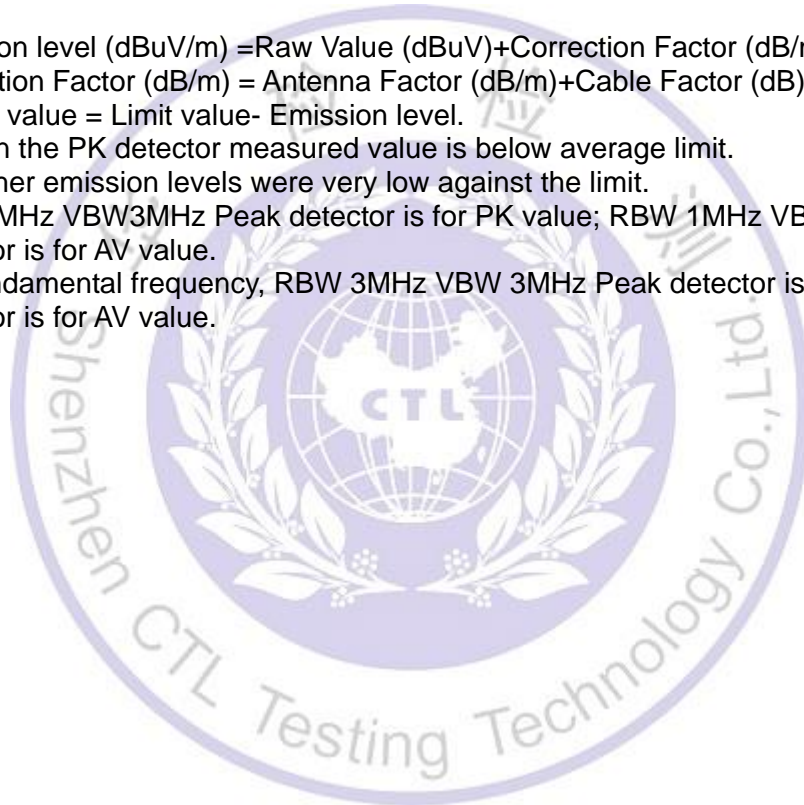 on level (dBuV/m) =Raw Value (dBuV)+Correction Factor (dB/m
tion Factor (dB/m) = Antenna Factor (dB/m)+Cable Factor (dB)
value = Limit value- Emission level.
n the PK detector measured value is below average limit.
ner emission levels were very low against the limit.
MHz VBW3MHz Peak detector is for PK value; RBW 1MHz VB
or is for AV value.
ndamental frequency, RBW 3MHz VBW 3MHz Peak detector is
or is for AV value.
检
测
CTL
Shenzhen CTL Testing Technology Co.,Ltd.